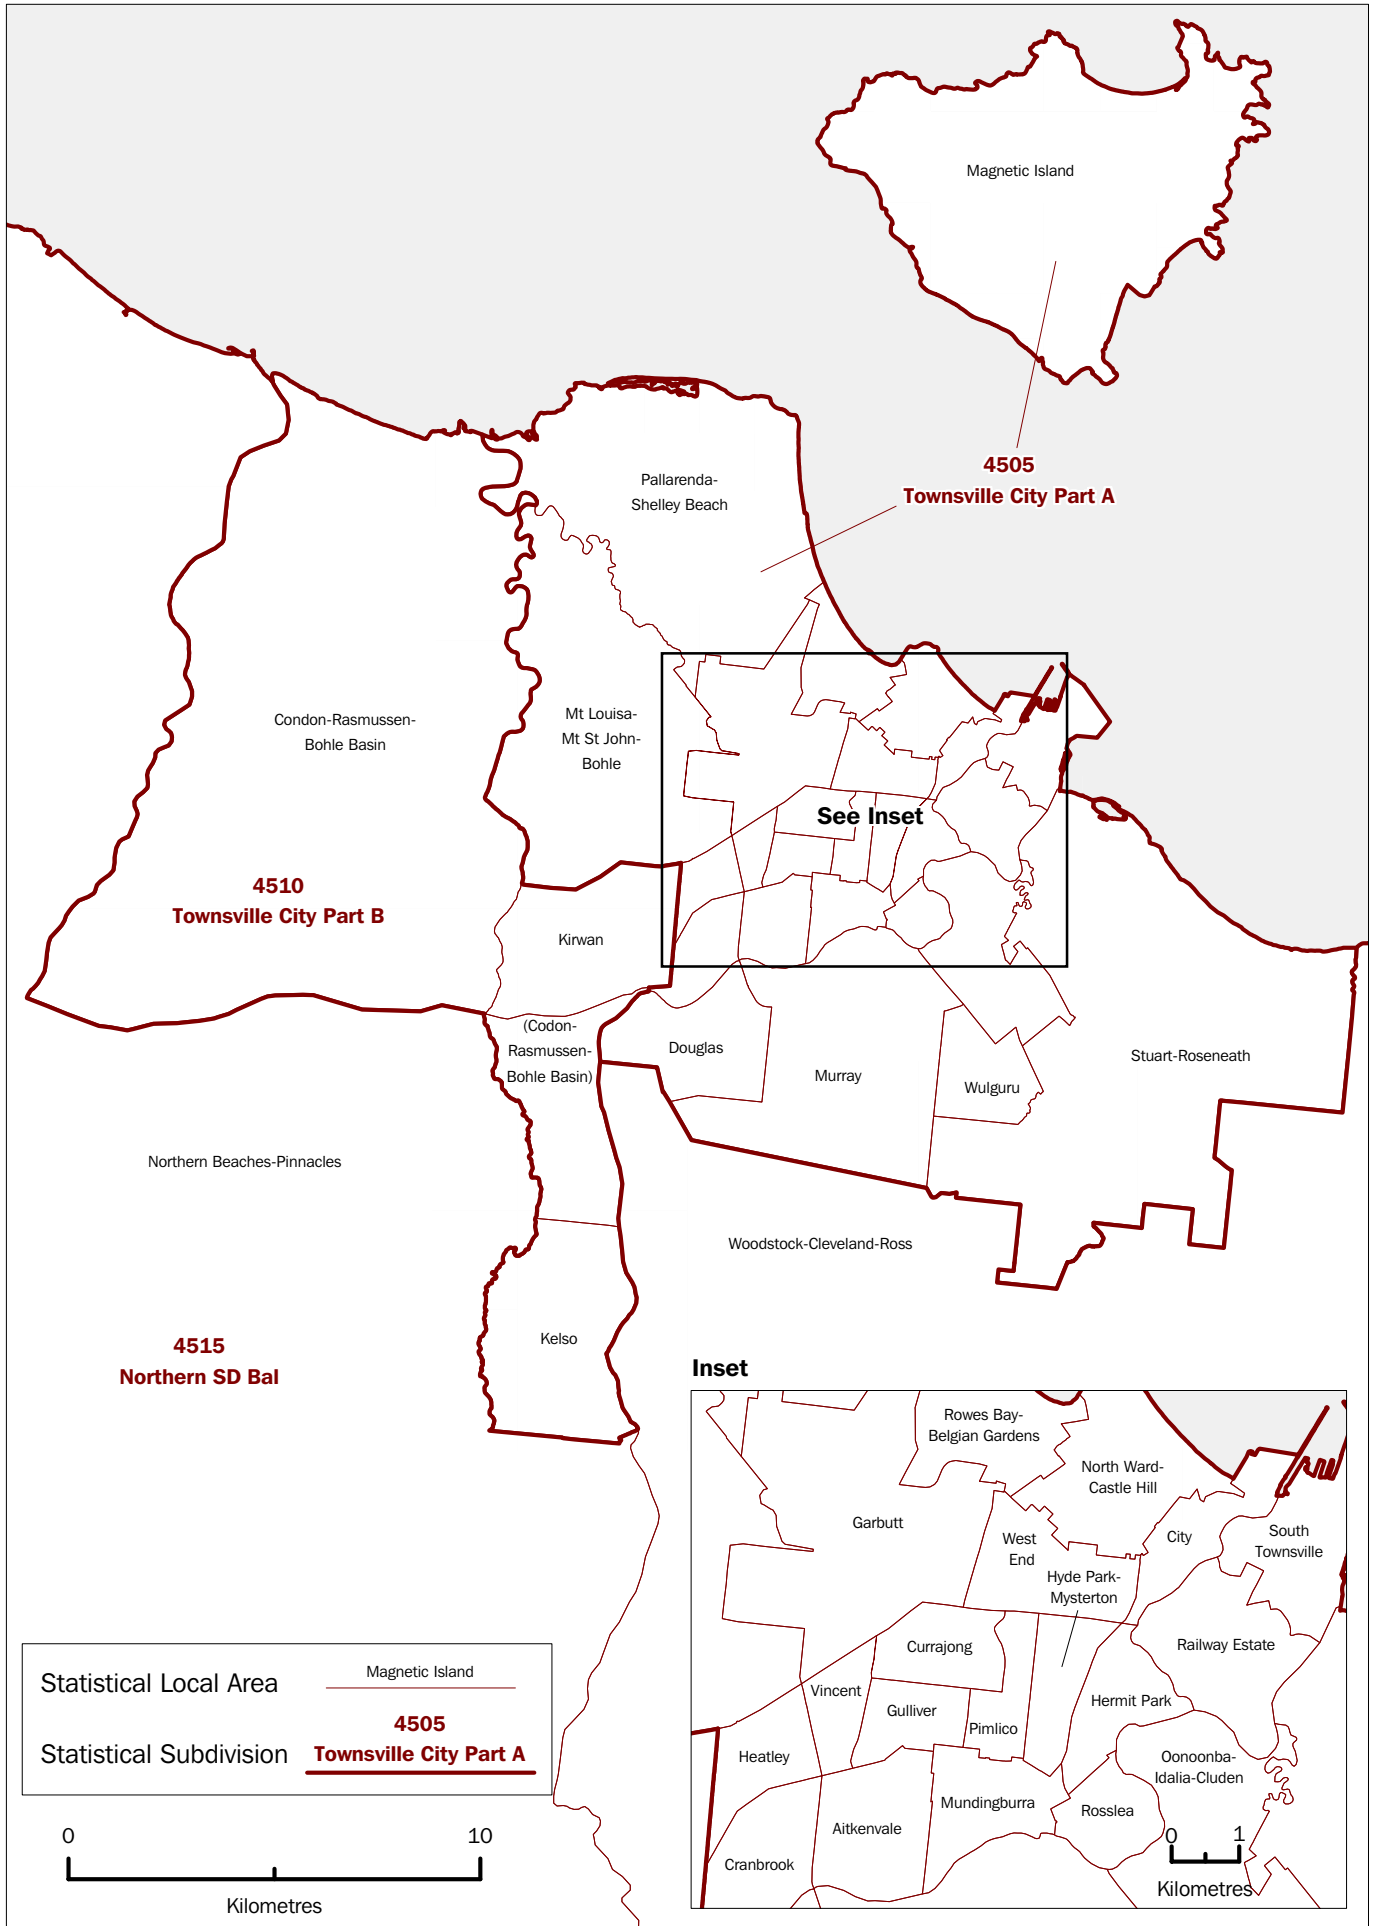 Magnetic Island
4505
Townsville City Part A
Pallarenda-
Shelley Beach
Condon-Rasmussen-
Bohle Basin
Mt Louisa-
Mt St John-
Bohle
See Inset
4510
Townsville City Part B
Kirwan
(Codon-
Rasmussen-
Bohle Basin)
Douglas
Murray
Wulguru
Stuart-Roseneath
Northern Beaches-Pinnacles
Woodstock-Cleveland-Ross
4515
Northern SD Bal
Kelso
Inset
Rowes Bay-
Belgian Gardens
North Ward-
Castle Hill
Garbutt
West
End
City
South
Townsville
Hyde Park-
Mysterton
Currajong
Railway Estate
Vincent
Gulliver
Pimlico
Hermit Park
Heatley
Oonoonba-
Idalia-Cluden
Mundingburra
Rosslea
Aitkenvale
Cranbrook
0 1
Kilometres
Statistical Local Area
Magnetic Island
Statistical Subdivision
4505
Townsville City Part A
0 10
Kilometres